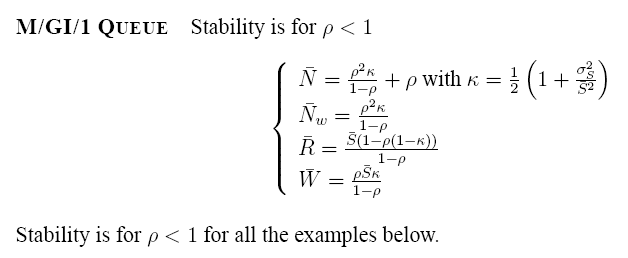 M/GI/1 QUEUE Stability is for ρ < 1
N̄ = ρ²κ/(1−ρ) + ρ with κ = 1/2 (1 + σ_S²/S̄²)
N̄_w = ρ²κ/(1−ρ)
R̄ = S̄(1−ρ(1−κ))/(1−ρ)
W̄ = ρS̄κ/(1−ρ)
Stability is for ρ < 1 for all the examples below.